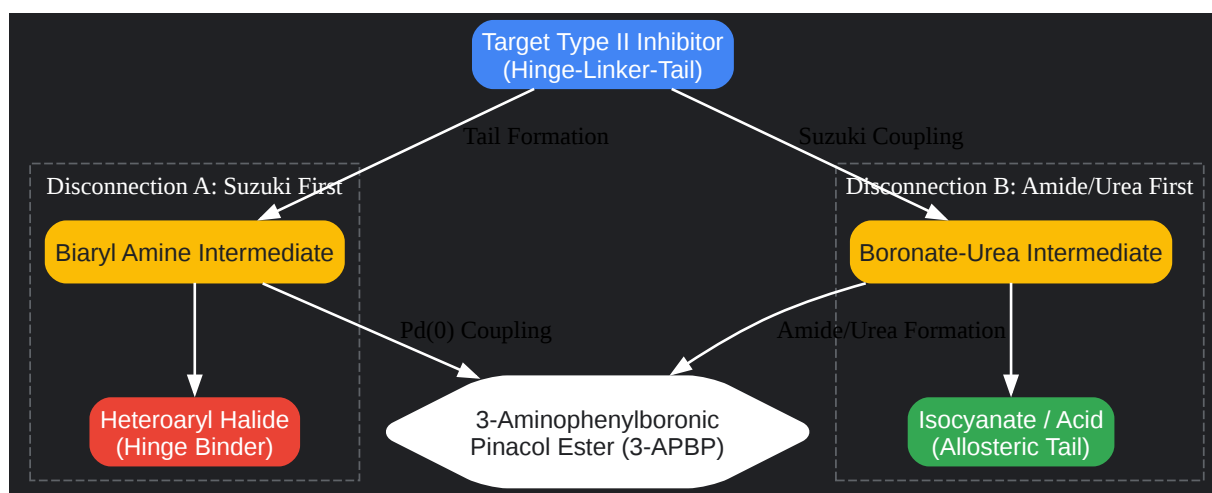 Target Type II Inhibitor
(Hinge-Linker-Tail)
Tail Formation
Suzuki Coupling
Disconnection A: Suzuki First
Disconnection B: Amide/Urea First
Biaryl Amine Intermediate
Boronate-Urea Intermediate
Pd(0) Coupling
Amide/Urea Formation
Heteroaryl Halide
(Hinge Binder)
3-Aminophenylboronic
Pinacol Ester (3-APBP)
Isocyanate / Acid
(Allosteric Tail)